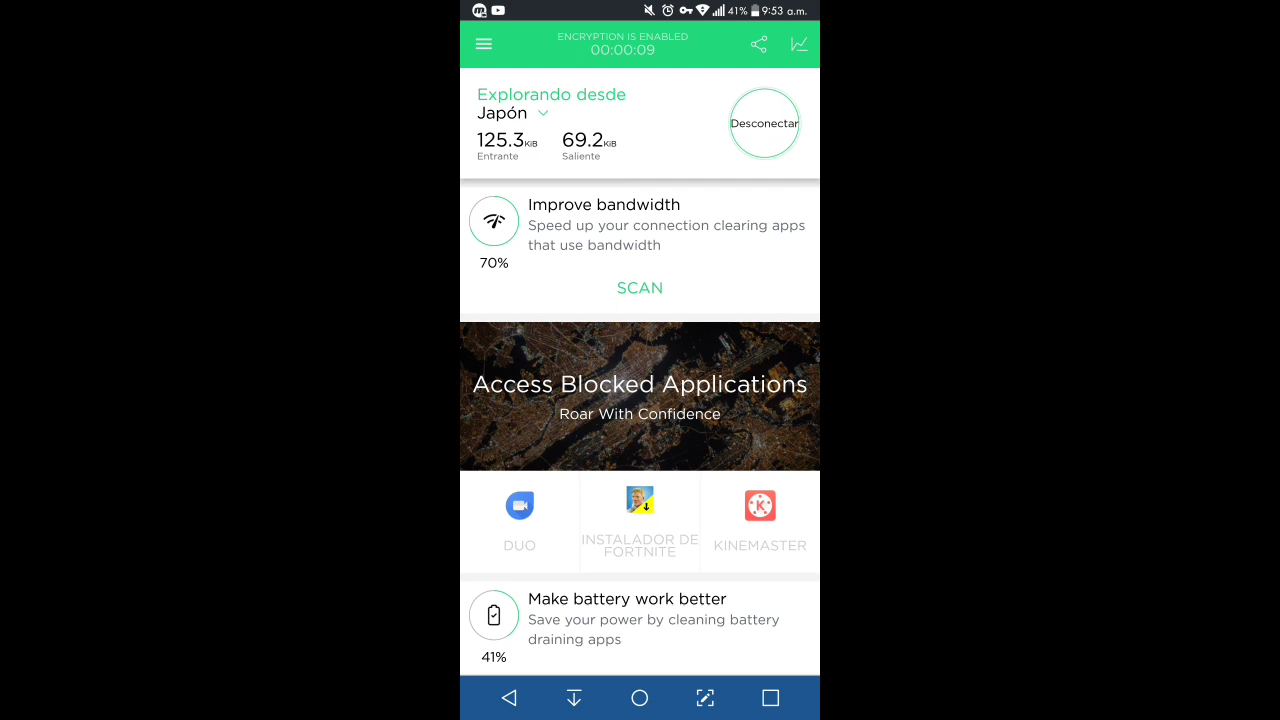 41% 9:53 a.m.
ENCRYPTION IS ENABLED
00:00:09
Explorando desde
Japón
Desconectar
125.3KiB 69.2KiB
Entrante Saliente
Improve bandwidth
Speed up your connection clearing apps
that use bandwidth
70%
SCAN
Access Blocked Applications
Roar With Confidence
DUO
INSTALADOR DE
FORTNITE
KINEMASTER
Make battery work better
Save your power by cleaning battery
draining apps
41%